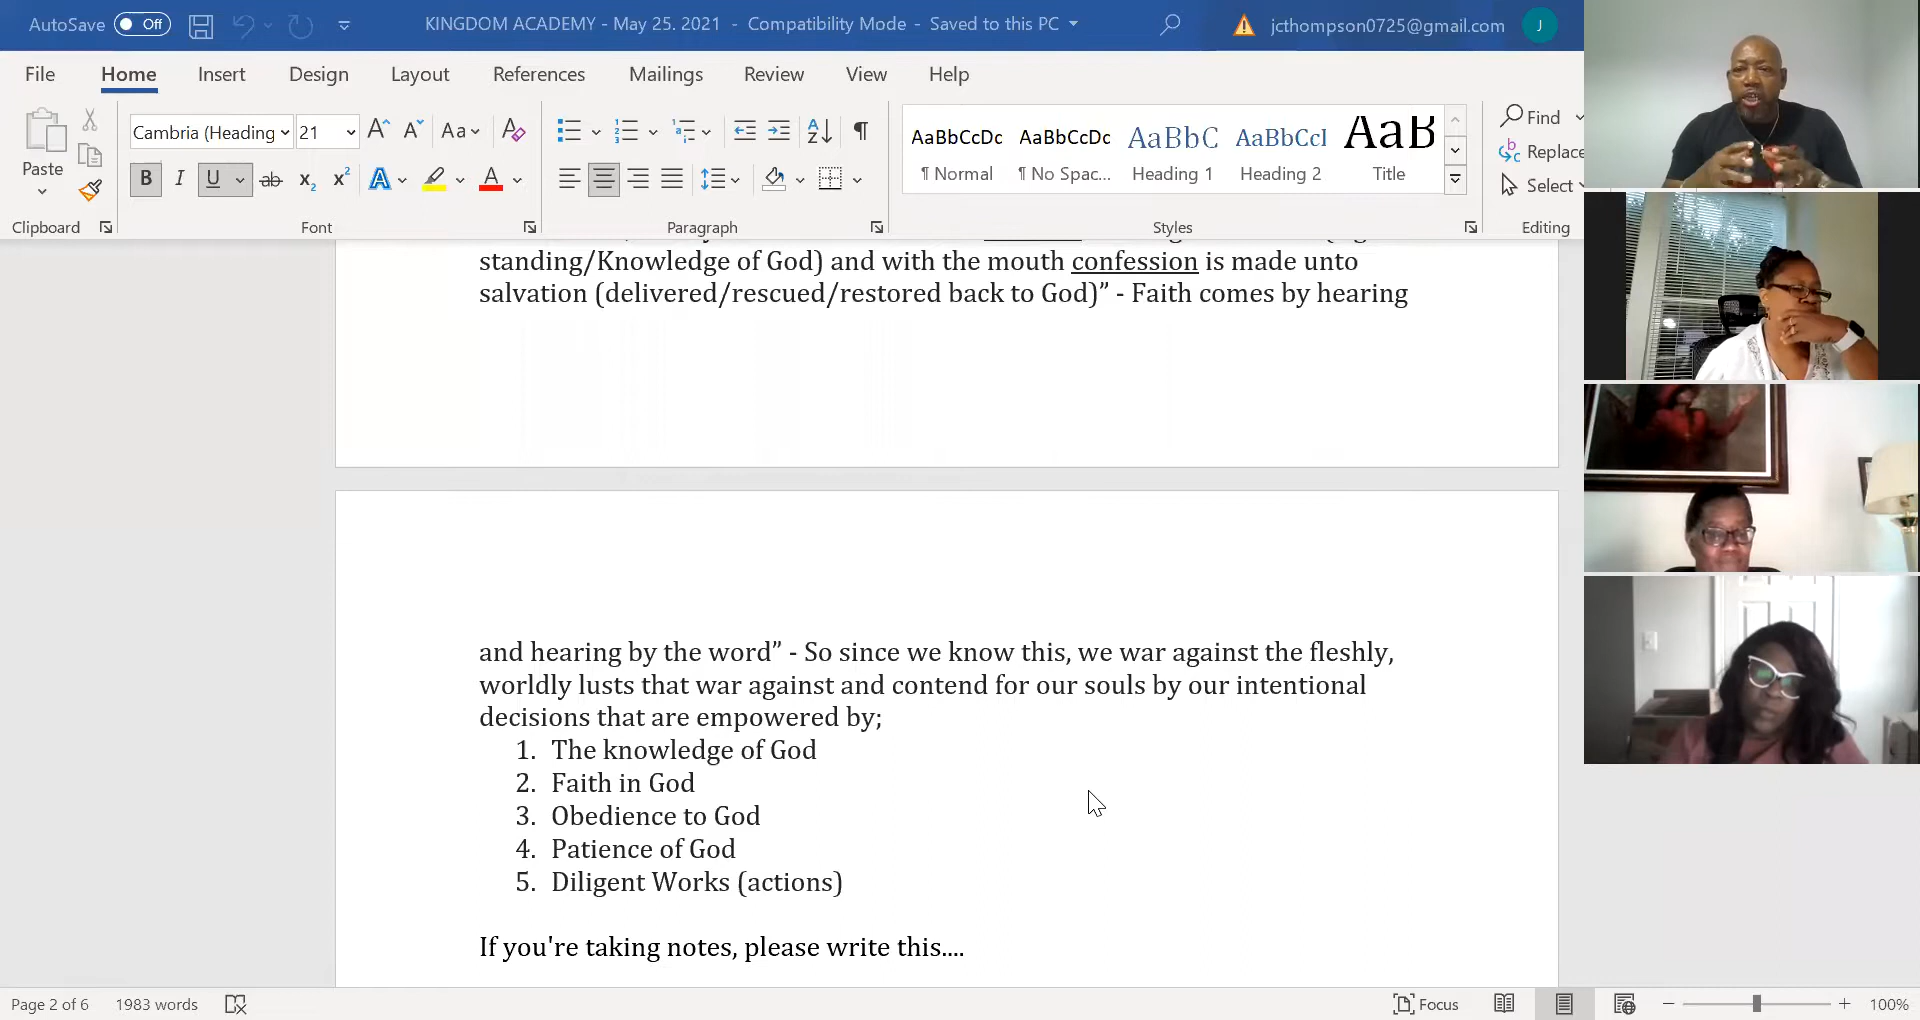 AutoSave Off KINGDOM ACADEMY - May 25. 2021 - Compatibility Mode - Saved to this PC jcthompson0725@gmail.com J
File Home Insert Design Layout References Mailings Review View Help
Cambria (Heading 21 Aa AaBbCcDc AaBbCcDc AaBbC AaBbCcI AaB Find
Replace
Paste B I U ab x2 x2 A A ¶ Normal ¶ No Spac... Heading 1 Heading 2 Title Select
Clipboard Font Paragraph Styles Editing
standing/Knowledge of God) and with the mouth confession is made unto
salvation (delivered/rescued/restored back to God)” - Faith comes by hearing
and hearing by the word” - So since we know this, we war against the fleshly,
worldly lusts that war against and contend for our souls by our intentional
decisions that are empowered by;
1. The knowledge of God
2. Faith in God
3. Obedience to God
4. Patience of God
5. Diligent Works (actions)
If you're taking notes, please write this....
Page 2 of 6 1983 words Focus 100%